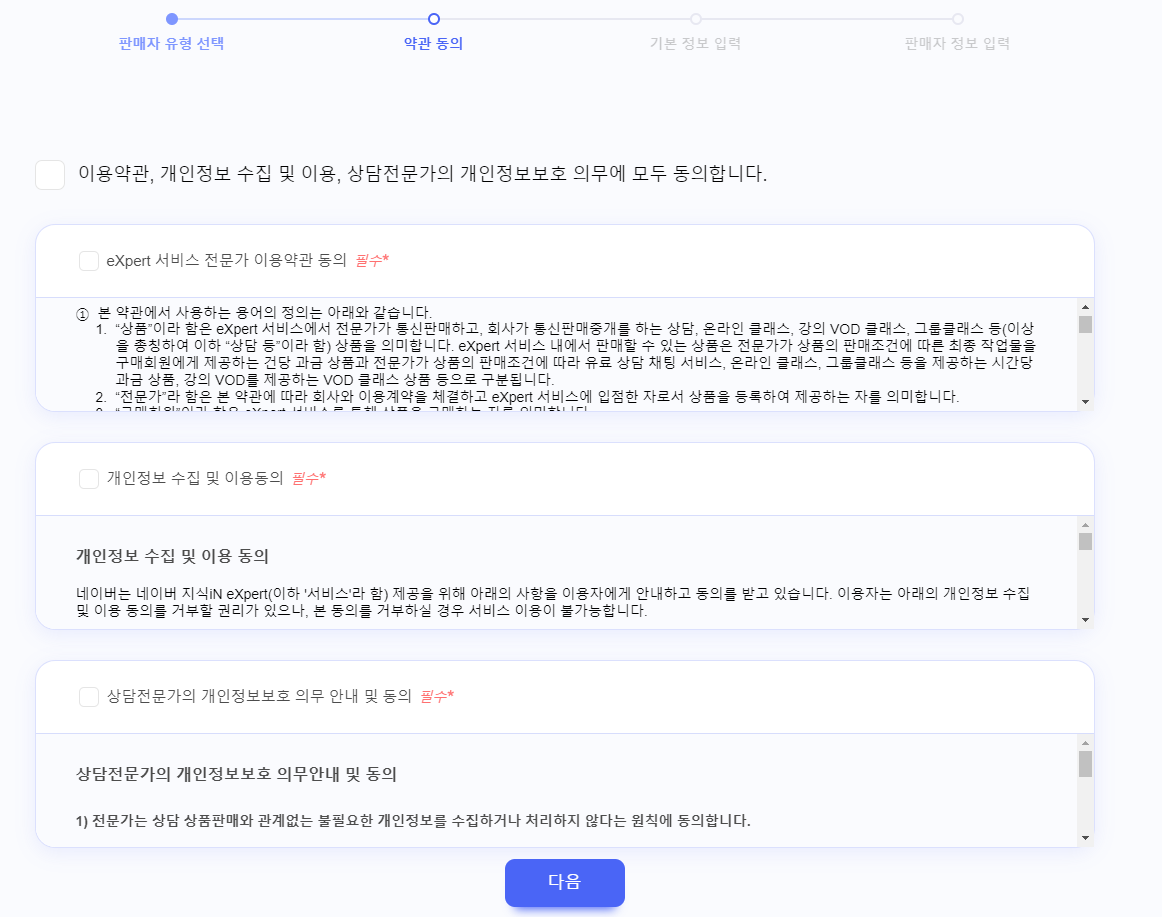 판매자 유형 선택
약관 동의
기본 정보 입력
판매자 정보 입력
이용약관, 개인정보 수집 및 이용, 상담전문가의 개인정보보호 의무에 모두 동의합니다.
eXpert 서비스 전문가 이용약관 동의 필수*
① 본 약관에서 사용하는 용어의 정의는 아래와 같습니다.
1. “상품”이라 함은 eXpert 서비스에서 전문가가 통신판매하고, 회사가 통신판매중개를 하는 상담, 온라인 클래스, 강의 VOD 클래스, 그룹클래스 등(이상
을 총칭하여 이하 “상담 등”이라 함) 상품을 의미합니다. eXpert 서비스 내에서 판매할 수 있는 상품은 전문가가 상품의 판매조건에 따른 최종 작업물을
구매회원에게 제공하는 건당 과금 상품과 전문가가 상품의 판매조건에 따라 유료 상담 채팅 서비스, 온라인 클래스, 그룹클래스 등을 제공하는 시간당
과금 상품, 강의 VOD를 제공하는 VOD 클래스 상품 등으로 구분됩니다.
2. “전문가”라 함은 본 약관에 따라 회사와 이용계약을 체결하고 eXpert 서비스에 입점한 자로서 상품을 등록하여 제공하는 자를 의미합니다.
개인정보 수집 및 이용동의 필수*
개인정보 수집 및 이용 동의
네이버는 네이버 지식iN eXpert(이하 '서비스'라 함) 제공을 위해 아래의 사항을 이용자에게 안내하고 동의를 받고 있습니다. 이용자는 아래의 개인정보 수집
및 이용 동의를 거부할 권리가 있으나, 본 동의를 거부하실 경우 서비스 이용이 불가능합니다.
상담전문가의 개인정보보호 의무 안내 및 동의 필수*
상담전문가의 개인정보보호 의무안내 및 동의
1) 전문가는 상담 상품판매와 관계없는 불필요한 개인정보를 수집하거나 처리하지 않다는 원칙에 동의합니다.
다음